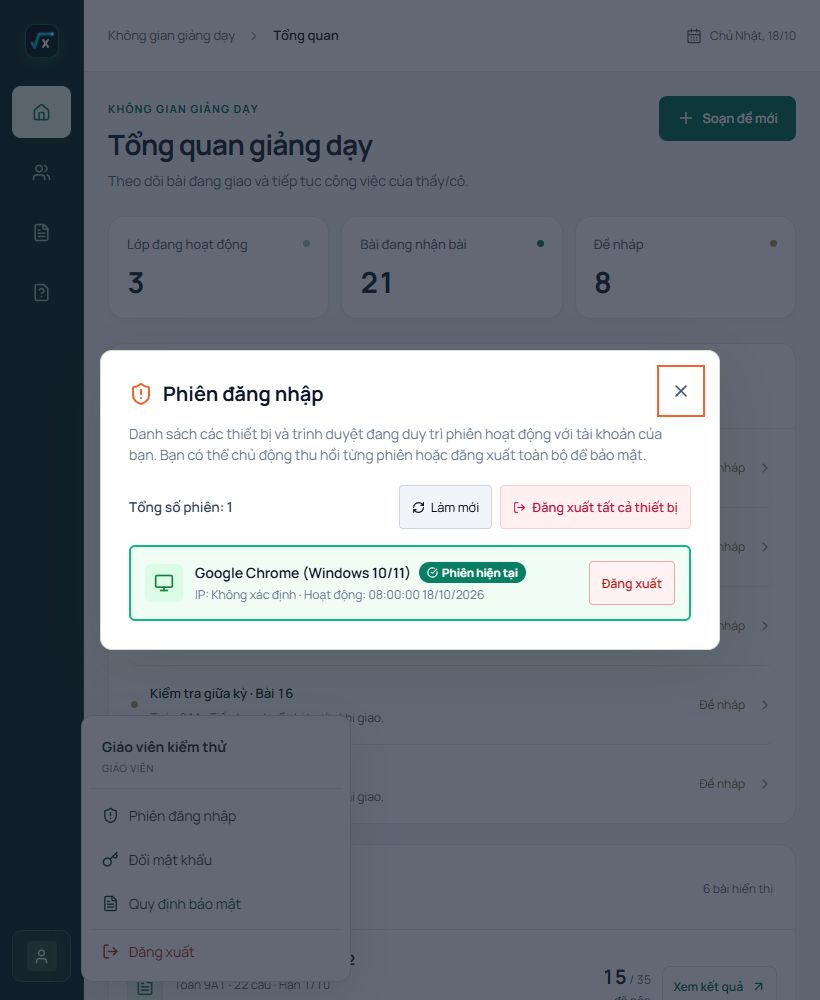 √x
Không gian giảng dạy
Tổng quan
Chủ Nhật, 18/10
KHÔNG GIAN GIẢNG DẠY
Tổng quan giảng dạy
Theo dõi bài đang giao và tiếp tục công việc của thầy/cô.
Soạn đề mới
Lớp đang hoạt động
3
Bài đang nhận bài
21
Đề nháp
8
Phiên đăng nhập
Danh sách các thiết bị và trình duyệt đang duy trì phiên hoạt động với tài khoản của
bạn. Bạn có thể chủ động thu hồi từng phiên hoặc đăng xuất toàn bộ để bảo mật.
Tổng số phiên: 1
Làm mới
Đăng xuất tất cả thiết bị
Google Chrome (Windows 10/11)
Phiên hiện tại
IP: Không xác định · Hoạt động: 08:00:00 18/10/2026
Đăng xuất
Kiểm tra giữa kỳ · Bài 16
giao.
Đề nháp
giao.
Đề nháp
Giáo viên kiểm thử
GIÁO VIÊN
Phiên đăng nhập
Đổi mật khẩu
Quy định bảo mật
Đăng xuất
6 bài hiển thị
Toán 9A1 · 22 câu · Hạn 1/10
15 / 35
Xem kết quả